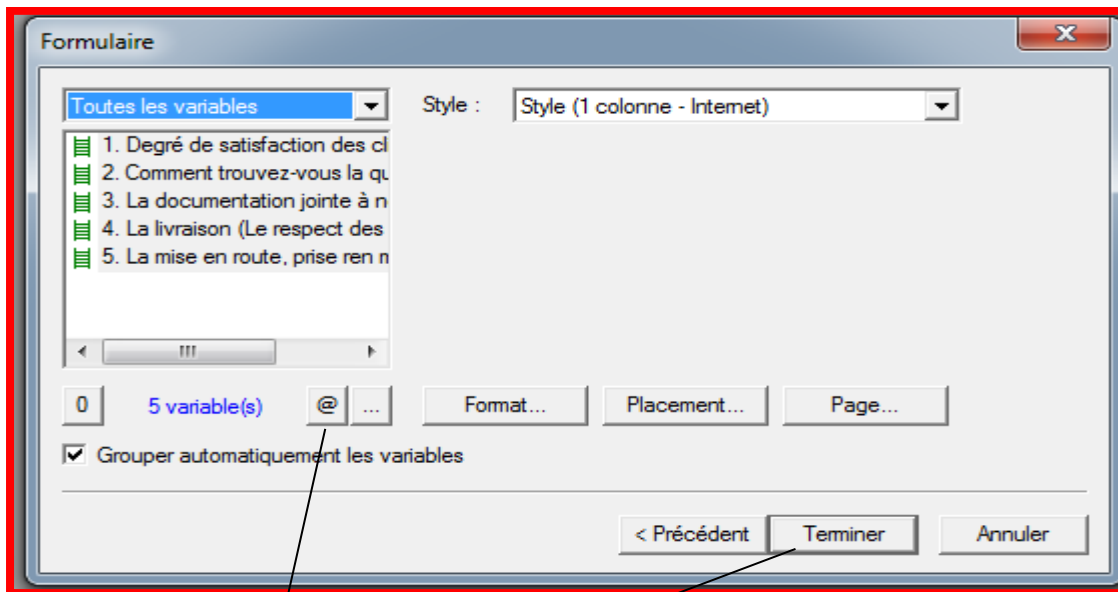 Formulaire
Toutes les variables
Style :
Style (1 colonne - Internet)
1. Degré de satisfaction des cl
2. Comment trouvez-vous la qu
3. La documentation jointe à n
4. La livraison (Le respect des
5. La mise en route, prise ren m
0
5 variable(s)
@
...
Format...
Placement...
Page...
Grouper automatiquement les variables
< Précédent
Terminer
Annuler